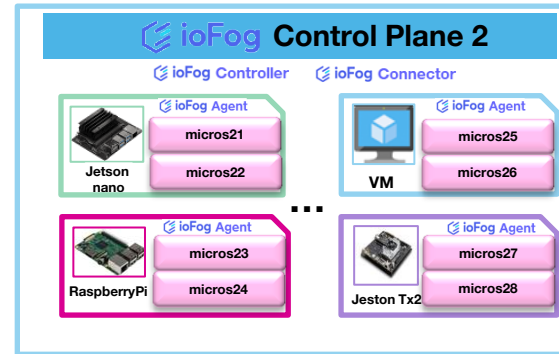 ioFog Control Plane 2
ioFog Controller ioFog Connector
ioFog Agent
micros21
micros22
Jetson
nano
ioFog Agent
micros25
micros26
VM
...
ioFog Agent
micros23
micros24
RaspberryPi
ioFog Agent
micros27
micros28
Jeston Tx2